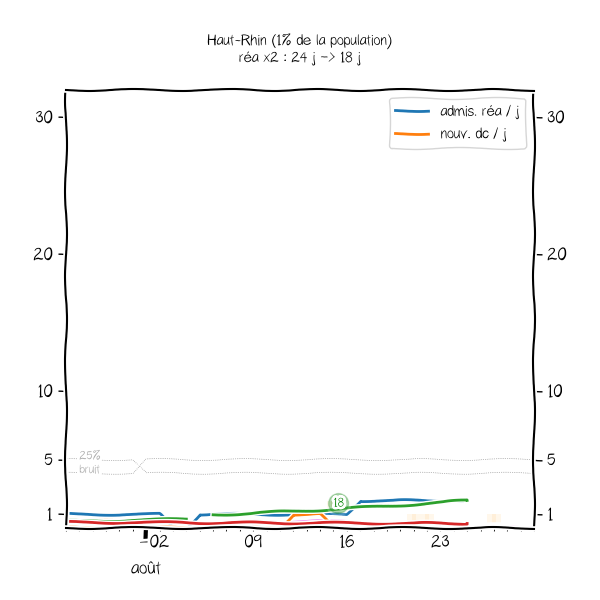 Haut-Rhin (1% de la population)
réa x2 : 24 j -> 18 j
admis. réa / j
nouv. dc / j
30 30
20 20
10 10
5 5
25%
bruit
18
1 1
02 09 16 23
août